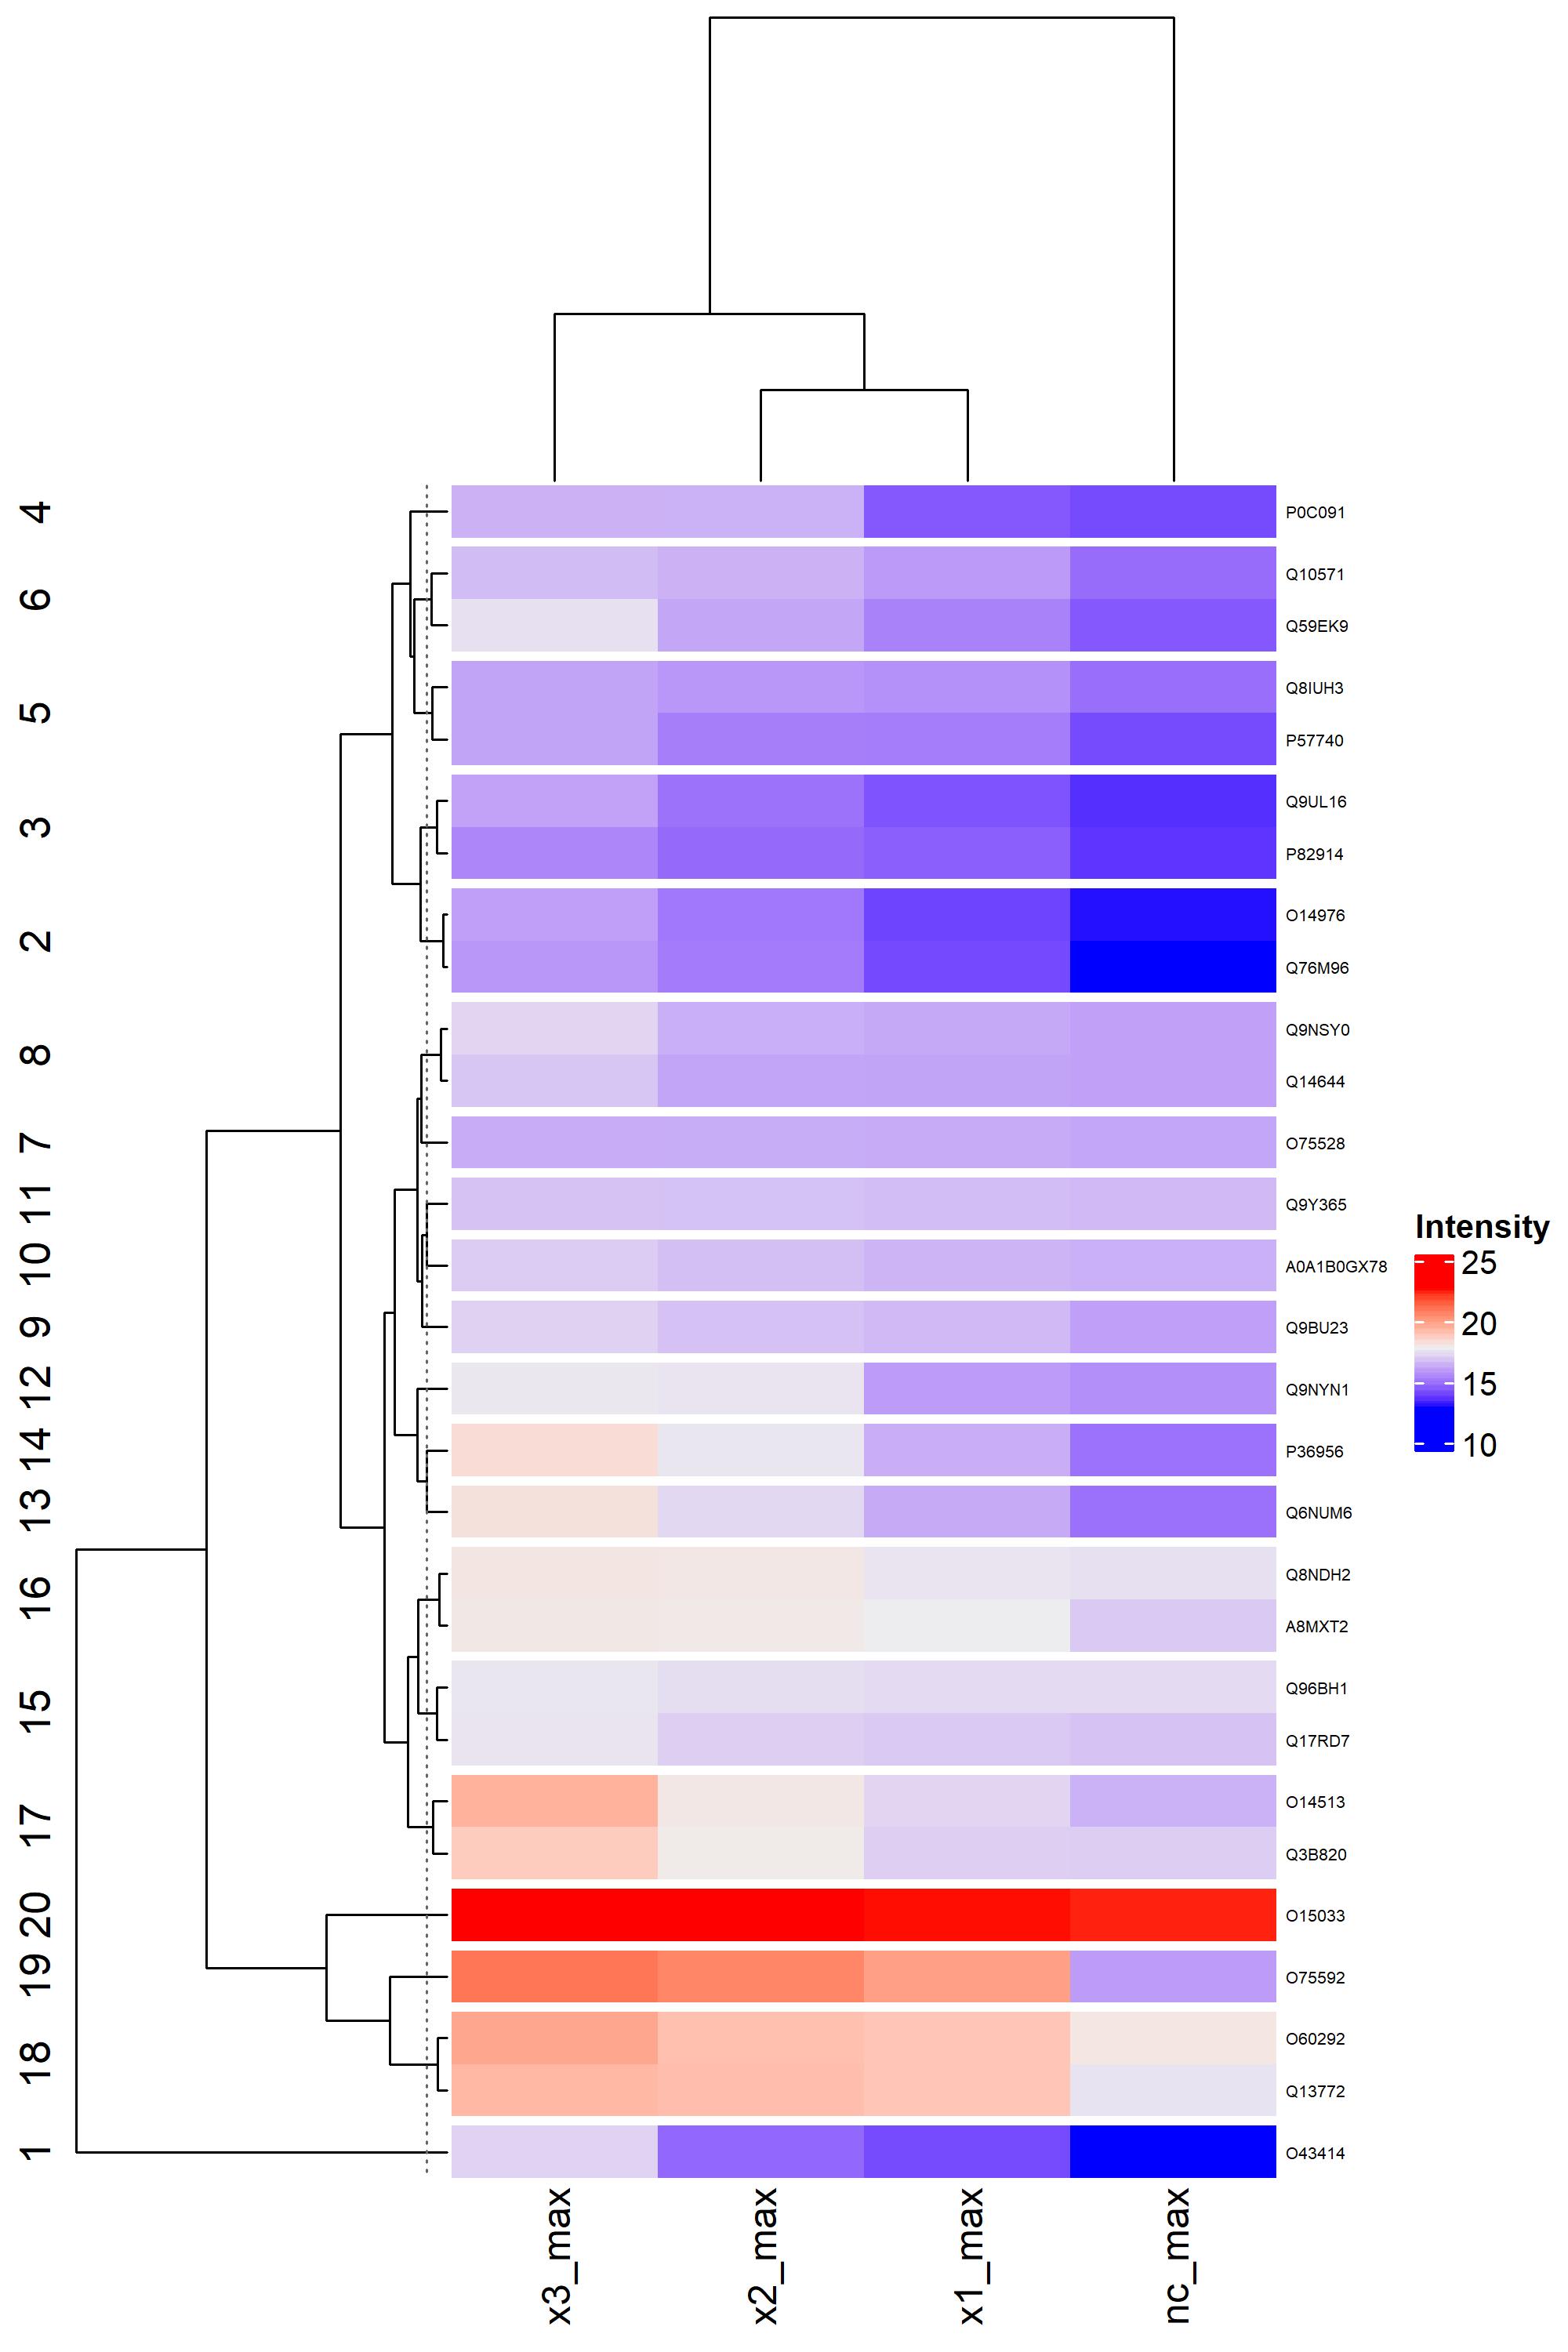 4
P0C091
6
Q10571
Q59EK9
5
Q8IUH3
P57740
3
Q9UL16
P82914
2
O14976
Q76M96
8
Q9NSY0
Q14644
7
O75528
11
Q9Y365
10
A0A1B0GX78
9
Q9BU23
12
Q9NYN1
14
P36956
13
Q6NUM6
16
Q8NDH2
A8MXT2
15
Q96BH1
Q17RD7
17
O14513
Q3B820
20
O15033
19
O75592
18
O60292
Q13772
1
O43414
x3_max
x2_max
x1_max
nc_max
Intensity
25
20
15
10